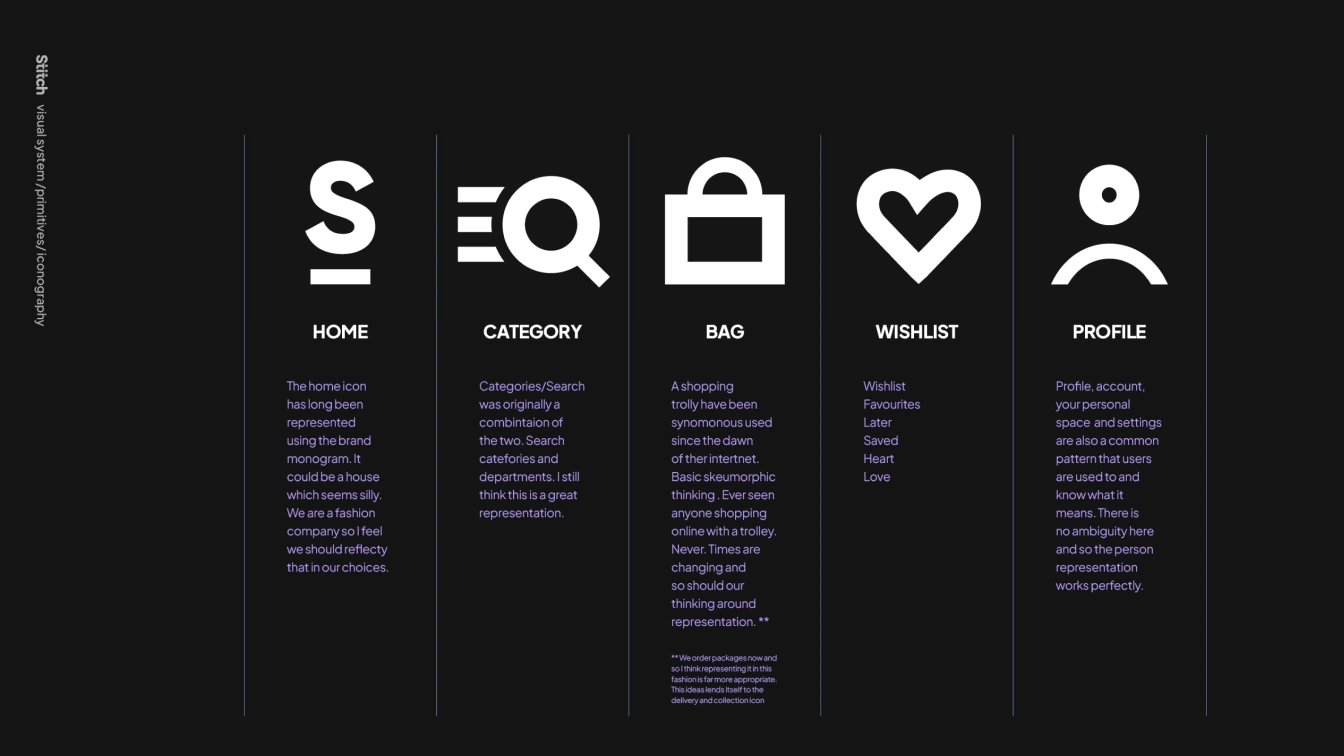 Stitch visual system / primitives / iconography
HOME
The home icon
has long been
represented
using the brand
monogram. It
could be a house
which seems silly.
We are a fashion
company so I feel
we should reflecty
that in our choices.
CATEGORY
Categories/Search
was originally a
combintaion of
the two. Search
catefories and
departments. I still
think this is a great
representation.
BAG
A shopping
trolly have been
synomonous used
since the dawn
of ther intertnet.
Basic skeumorphic
thinking . Ever seen
anyone shopping
online with a trolley.
Never. Times are
changing and
so should our
thinking around
representation. **
** We order packages now and
so I think representing it in this
fashion is far more appropriate.
This ideas lends itself to the
delivery and collection icon
WISHLIST
Wishlist
Favourites
Later
Saved
Heart
Love
PROFILE
Profile, account,
your personal
space and settings
are also a common
pattern that users
are used to and
know what it
means. There is
no ambiguity here
and so the person
representation
works perfectly.